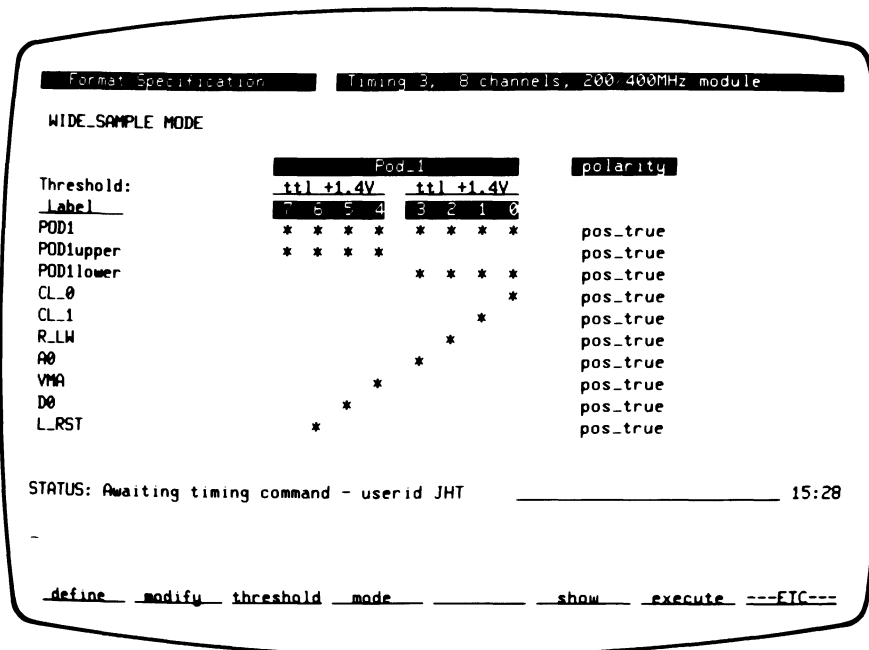 Format Specification Timing 3, 8 channels, 200/400MHz module
WIDE_SAMPLE MODE
Pod_1 polarity
Threshold: ttl +1.4V ttl +1.4V
Label 7 6 5 4 3 2 1 0
POD1 * * * * * * * * pos_true
POD1upper * * * * pos_true
POD1lower * * * * pos_true
CL_0 * pos_true
CL_1 * pos_true
R_LW * pos_true
A0 * pos_true
VMA * pos_true
D0 * pos_true
L_RST * pos_true
STATUS: Awaiting timing command - userid JHT 15:28
_
define modify threshold mode show execute ---ETC---